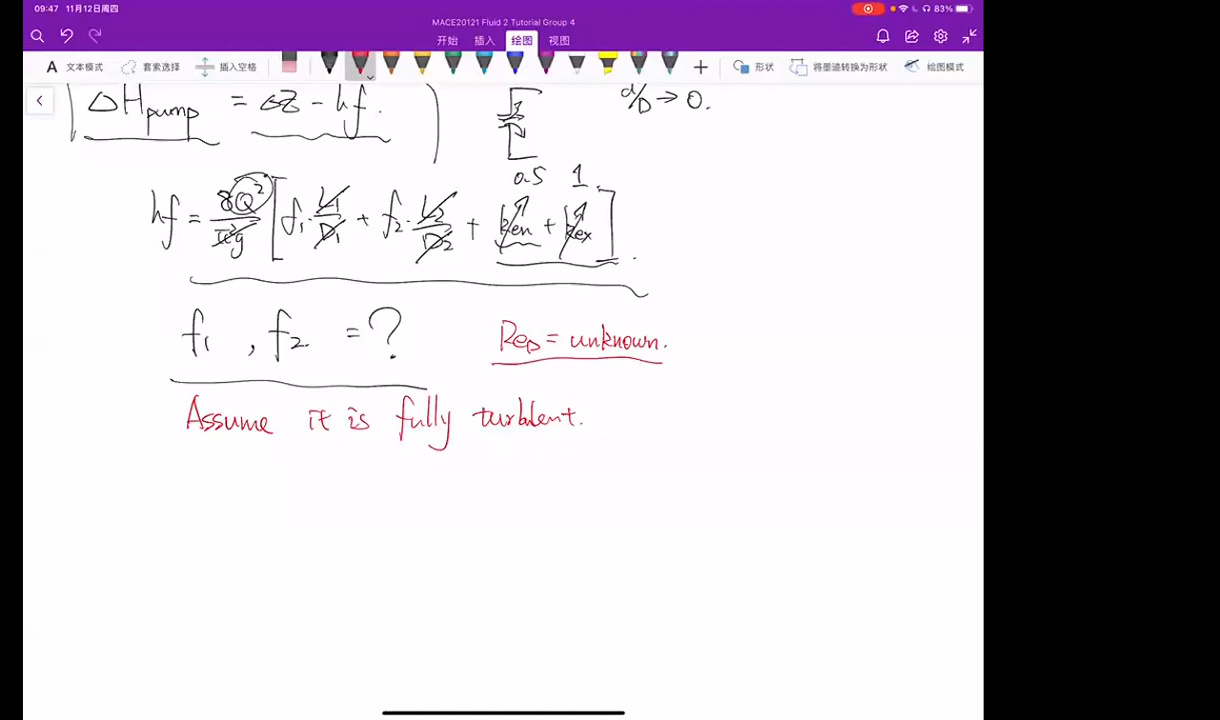 09:47 11月12日周四
83%
MACE20121 Fluid 2 Tutorial Group 4
开始 插入 绘图 视图
文本模式 套索选择 插入空格 形状 将墨迹转换为形状 绘图模式
ΔHpump = ΔZ - hf.
d/D → 0.
0.5 1.
hf = 8Q²/π²g [f1·L1/D1 + f2·L2/D2 + ken + kex].
f1, f2 = ?
ReD = unknown.
Assume it is fully turblent.